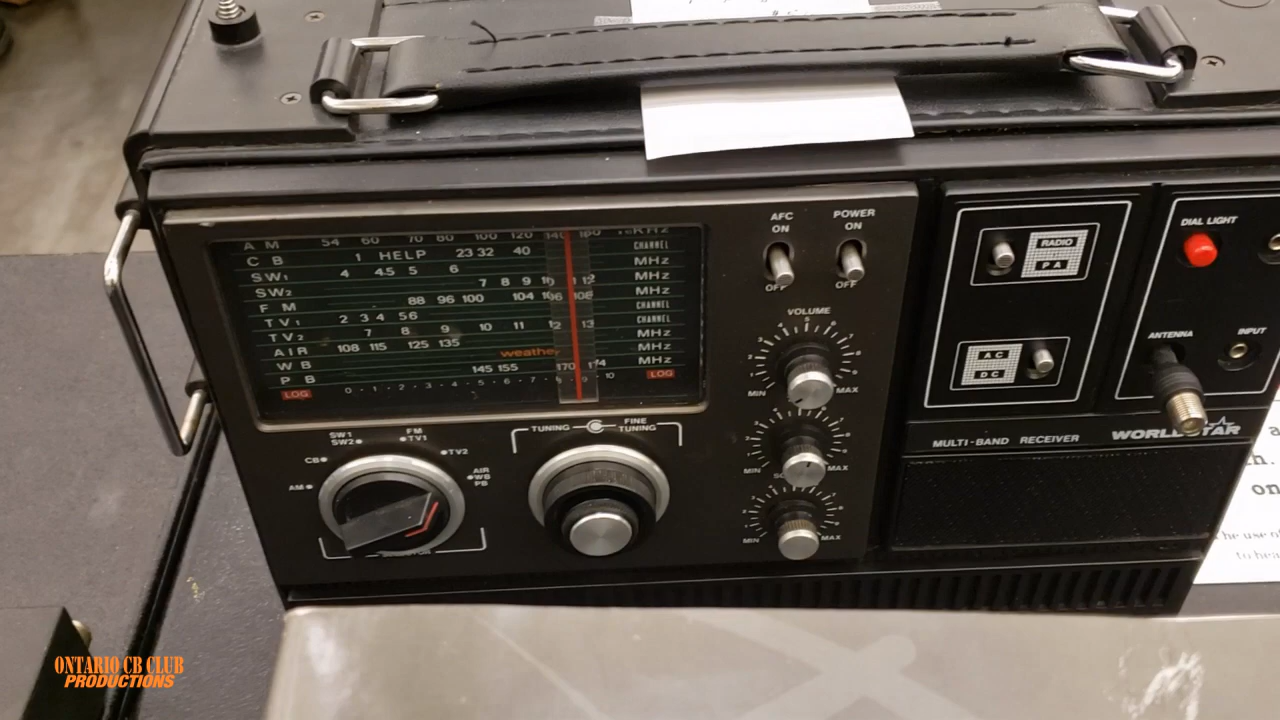 AFC
ON
OFF
POWER
ON
OFF
RADIO
P A
AC
DC
DIAL LIGHT
ANTENNA
INPUT
A M 54 60 70 80 100 120 140 160 KHz
C B 1 HELP 23 32 40 CHANNEL
SW1 4 4.5 5 6 MHz
SW2 7 8 9 10 11 12 MHz
F M 88 96 100 104 106 108 MHz
TV1 2 3 4 5 6 CHANNEL
TV2 7 8 9 10 11 12 13 CHANNEL
AIR 108 115 125 135 MHz
W B weather MHz
P B 145 155 170 174 MHz
LOG 0 1 2 3 4 5 6 7 8 9 10 LOG
VOLUME
MIN MAX
MIN MAX
MIN MAX
MULTI-BAND RECEIVER
WORLDSTAR
TUNING FINE TUNING
AM
CB
SW1
SW2
FM
TV1
TV2
AIR
WB
PB
ONTARIO CB CLUB
PRODUCTIONS